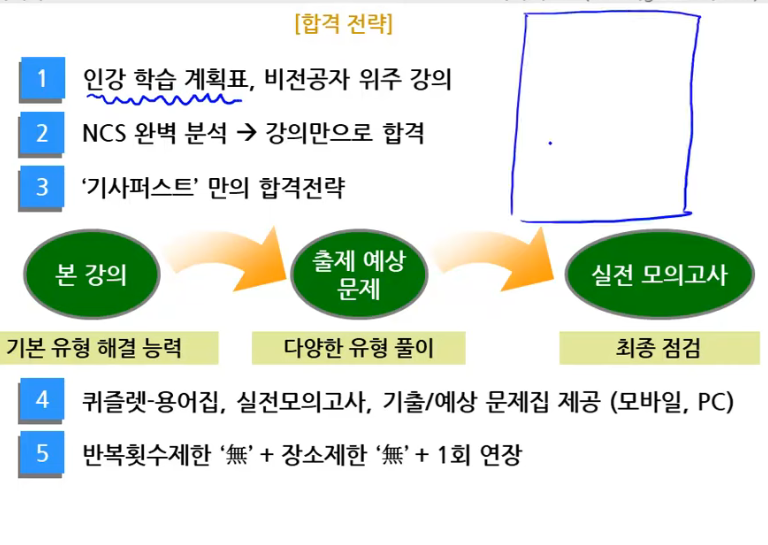 [합격 전략]
1 인강 학습 계획표, 비전공자 위주 강의
2 NCS 완벽 분석 → 강의만으로 합격
3 ‘기사퍼스트’ 만의 합격전략
본 강의
출제 예상
문제
실전 모의고사
기본 유형 해결 능력
다양한 유형 풀이
최종 점검
4 퀴즐렛-용어집, 실전모의고사, 기출/예상 문제집 제공 (모바일, PC)
5 반복횟수제한 ‘無’ + 장소제한 ‘無’ + 1회 연장